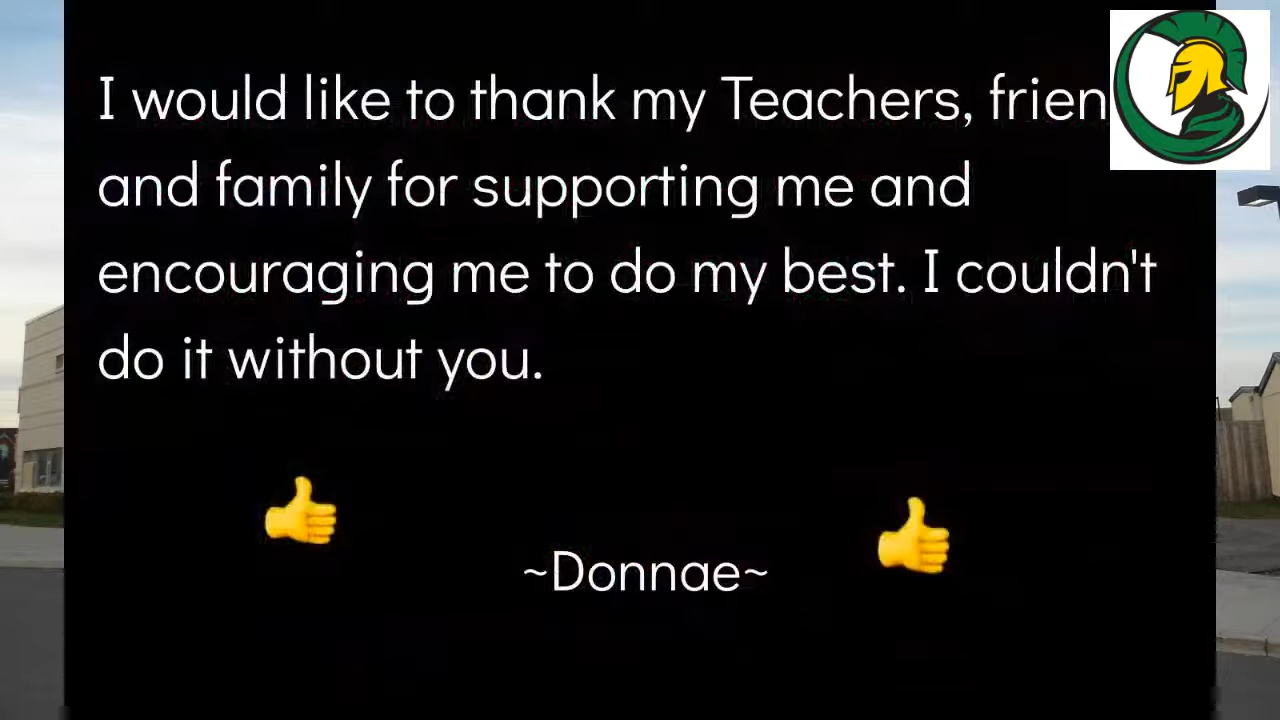 I would like to thank my Teachers, frien
and family for supporting me and
encouraging me to do my best. I couldn't
do it without you.
~Donnae~